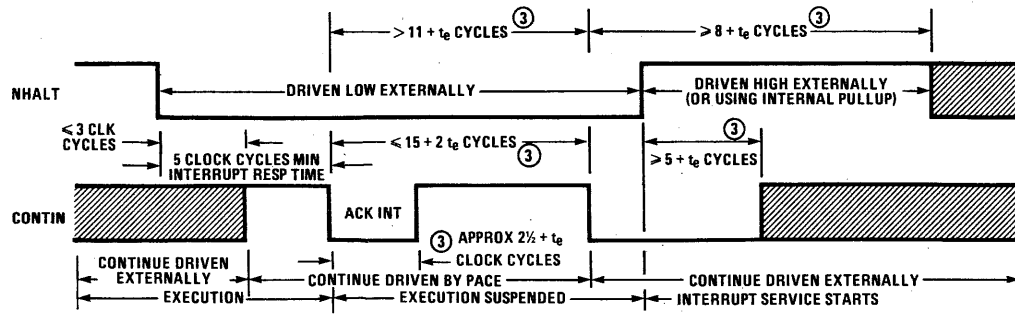 > 11 + te CYCLES ③
≥ 8 + te CYCLES ③
NHALT
DRIVEN LOW EXTERNALLY
DRIVEN HIGH EXTERNALLY
(OR USING INTERNAL PULLUP)
≤ 3 CLK
CYCLES
≤ 15 + 2 te CYCLES ③
③
≥ 5 + te CYCLES
5 CLOCK CYCLES MIN
INTERRUPT RESP TIME
CONTIN
ACK INT
③ APPROX 2½ + te
CLOCK CYCLES
CONTINUE DRIVEN
EXTERNALLY
CONTINUE DRIVEN BY PACE
CONTINUE DRIVEN EXTERNALLY
EXECUTION
EXECUTION SUSPENDED
INTERRUPT SERVICE STARTS